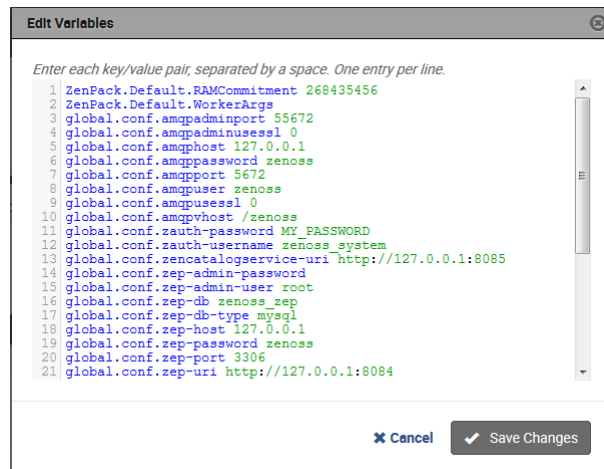 Edit Variables
Enter each key/value pair, separated by a space. One entry per line.
1 ZenPack.Default.RAMCommitment 268435456
2 ZenPack.Default.WorkerArgs
3 global.conf.amqpadminport 55672
4 global.conf.amqpadminusessl 0
5 global.conf.amqphost 127.0.0.1
6 global.conf.amqppassword zenoss
7 global.conf.amqpport 5672
8 global.conf.amqpuser zenoss
9 global.conf.amqpusessl 0
10 global.conf.amqpvhost /zenoss
11 global.conf.zauth-password MY_PASSWORD
12 global.conf.zauth-username zenoss_system
13 global.conf.zencatalogservice-uri http://127.0.0.1:8085
14 global.conf.zep-admin-password
15 global.conf.zep-admin-user root
16 global.conf.zep-db zenoss_zep
17 global.conf.zep-db-type mysql
18 global.conf.zep-host 127.0.0.1
19 global.conf.zep-password zenoss
20 global.conf.zep-port 3306
21 global.conf.zep-uri http://127.0.0.1:8084
Cancel Save Changes